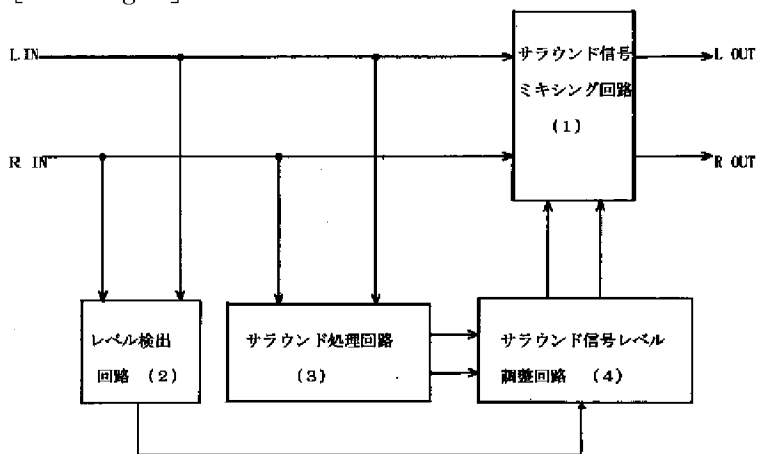 L IN
サラウンド信号
ミキシング回路
(1)
L OUT
R IN
R OUT
レベル検出
回路 (2)
サラウンド処理回路
(3)
サラウンド信号レベル
調整回路 (4)